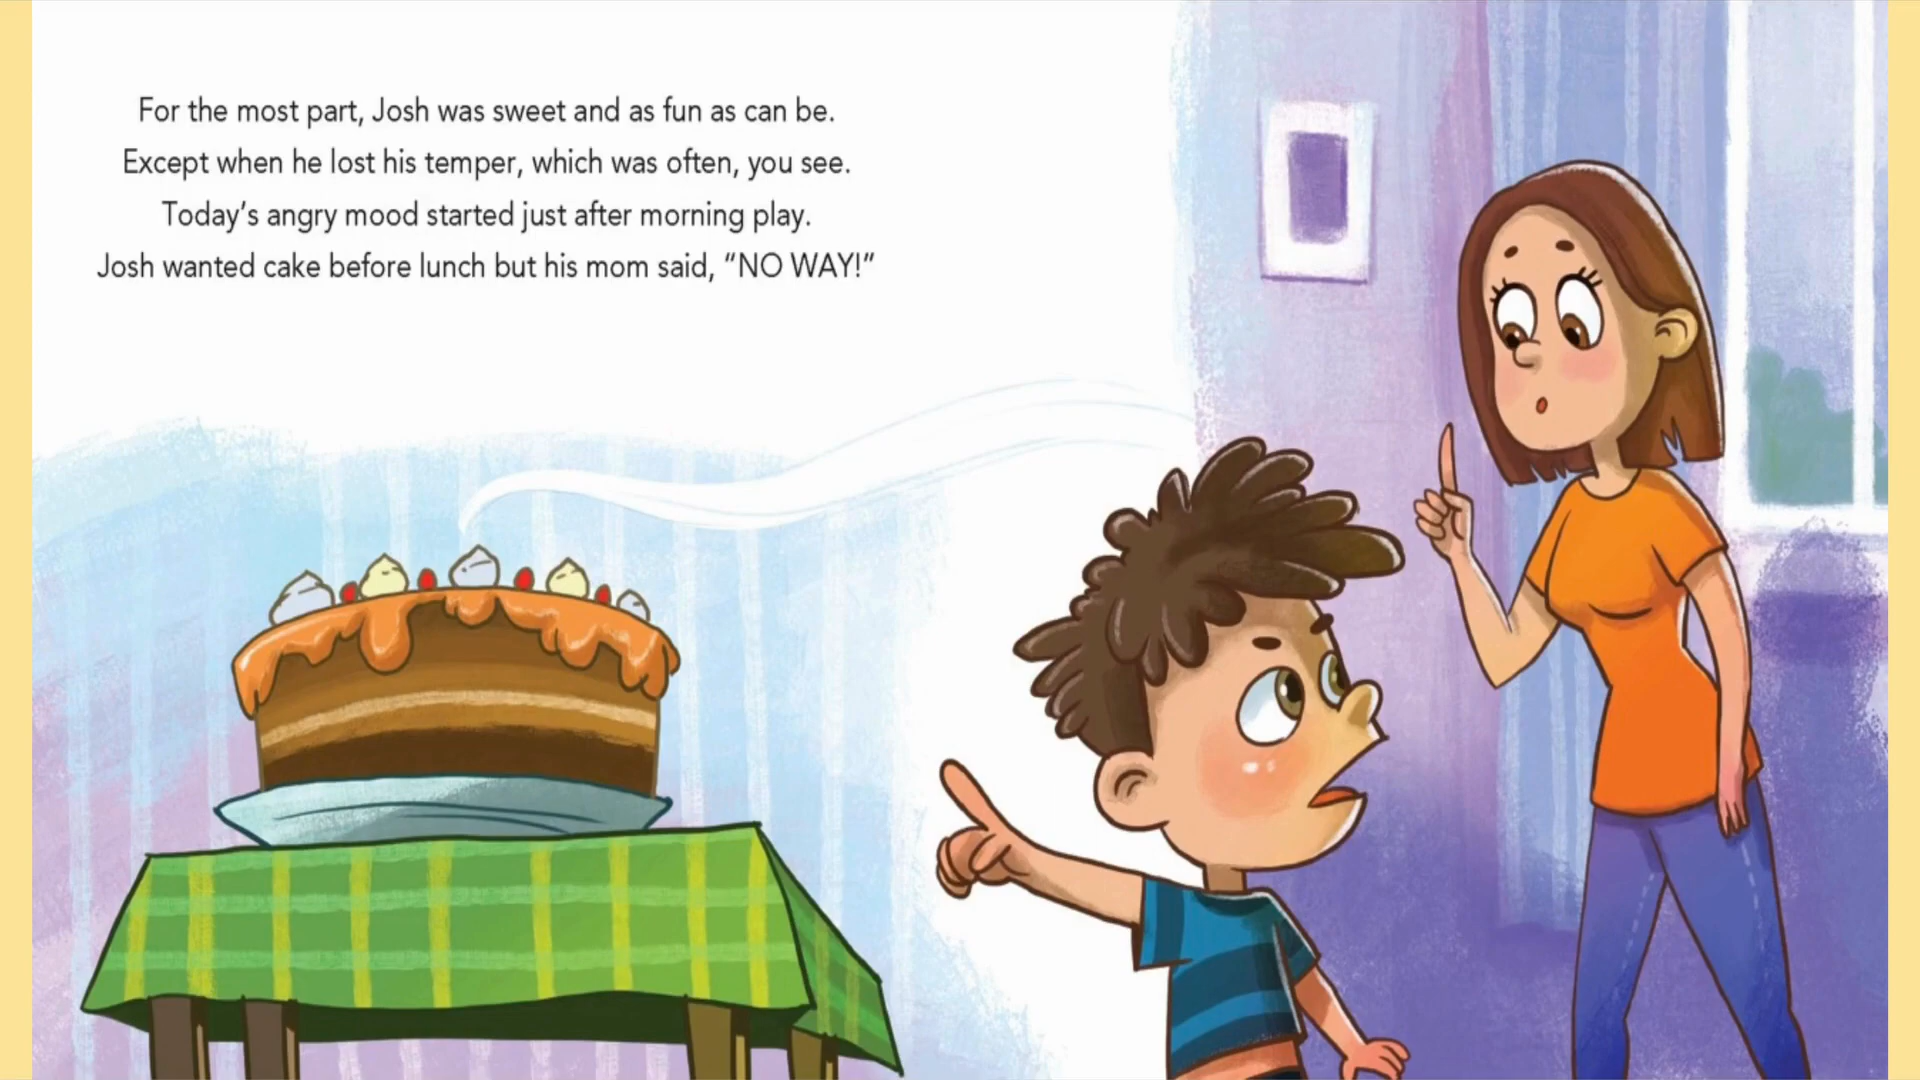 For the most part, Josh was sweet and as fun as can be.
Except when he lost his temper, which was often, you see.
Today’s angry mood started just after morning play.
Josh wanted cake before lunch but his mom said, “NO WAY!”